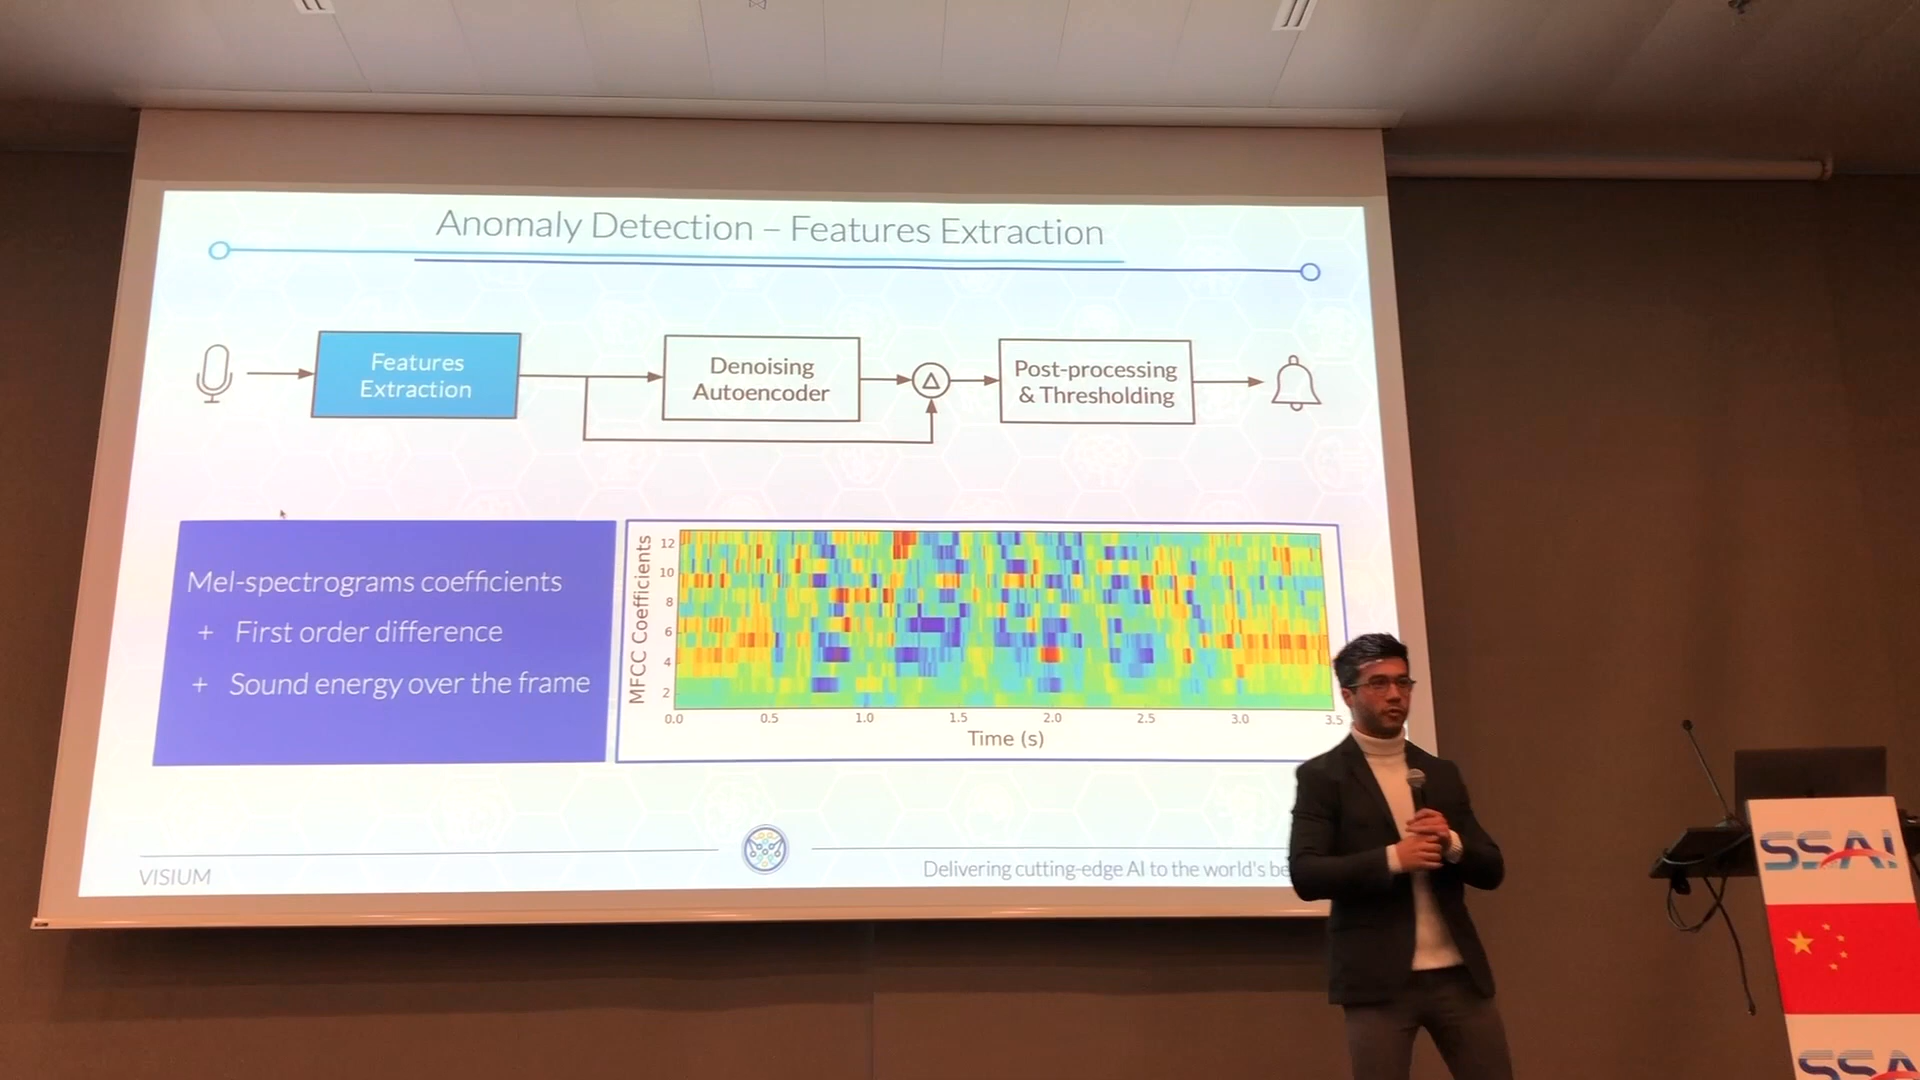 Anomaly Detection – Features Extraction
Features
Extraction
Denoising
Autoencoder
Δ
Post-processing
& Thresholding
Mel-spectrograms coefficients
+ First order difference
+ Sound energy over the frame
MFCC Coefficients
12
10
8
6
4
2
0.0 0.5 1.0 1.5 2.0 2.5 3.0 3.5
Time (s)
VISIUM
Delivering cutting-edge AI to the world's be
SSAI
SSA